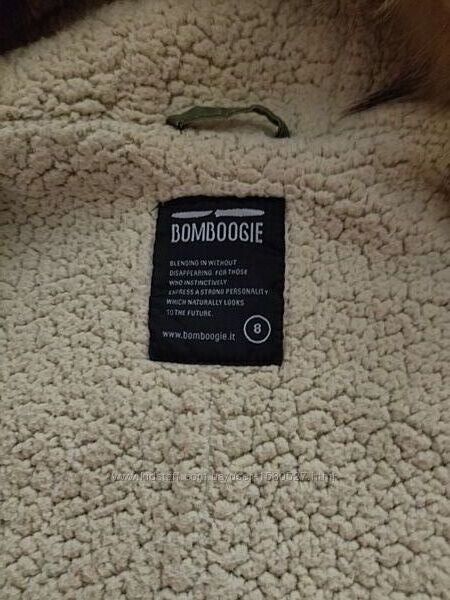 BOMBOOGIE
BLENDING IN WITHOUT
DISAPPEARING FOR THOSE
WHO INSTINCTIVELY
EXPRESS A STRONG PERSONALITY
WHICH NATURALLY LOOKS
TO THE FUTURE.
www.bomboogie.it
8